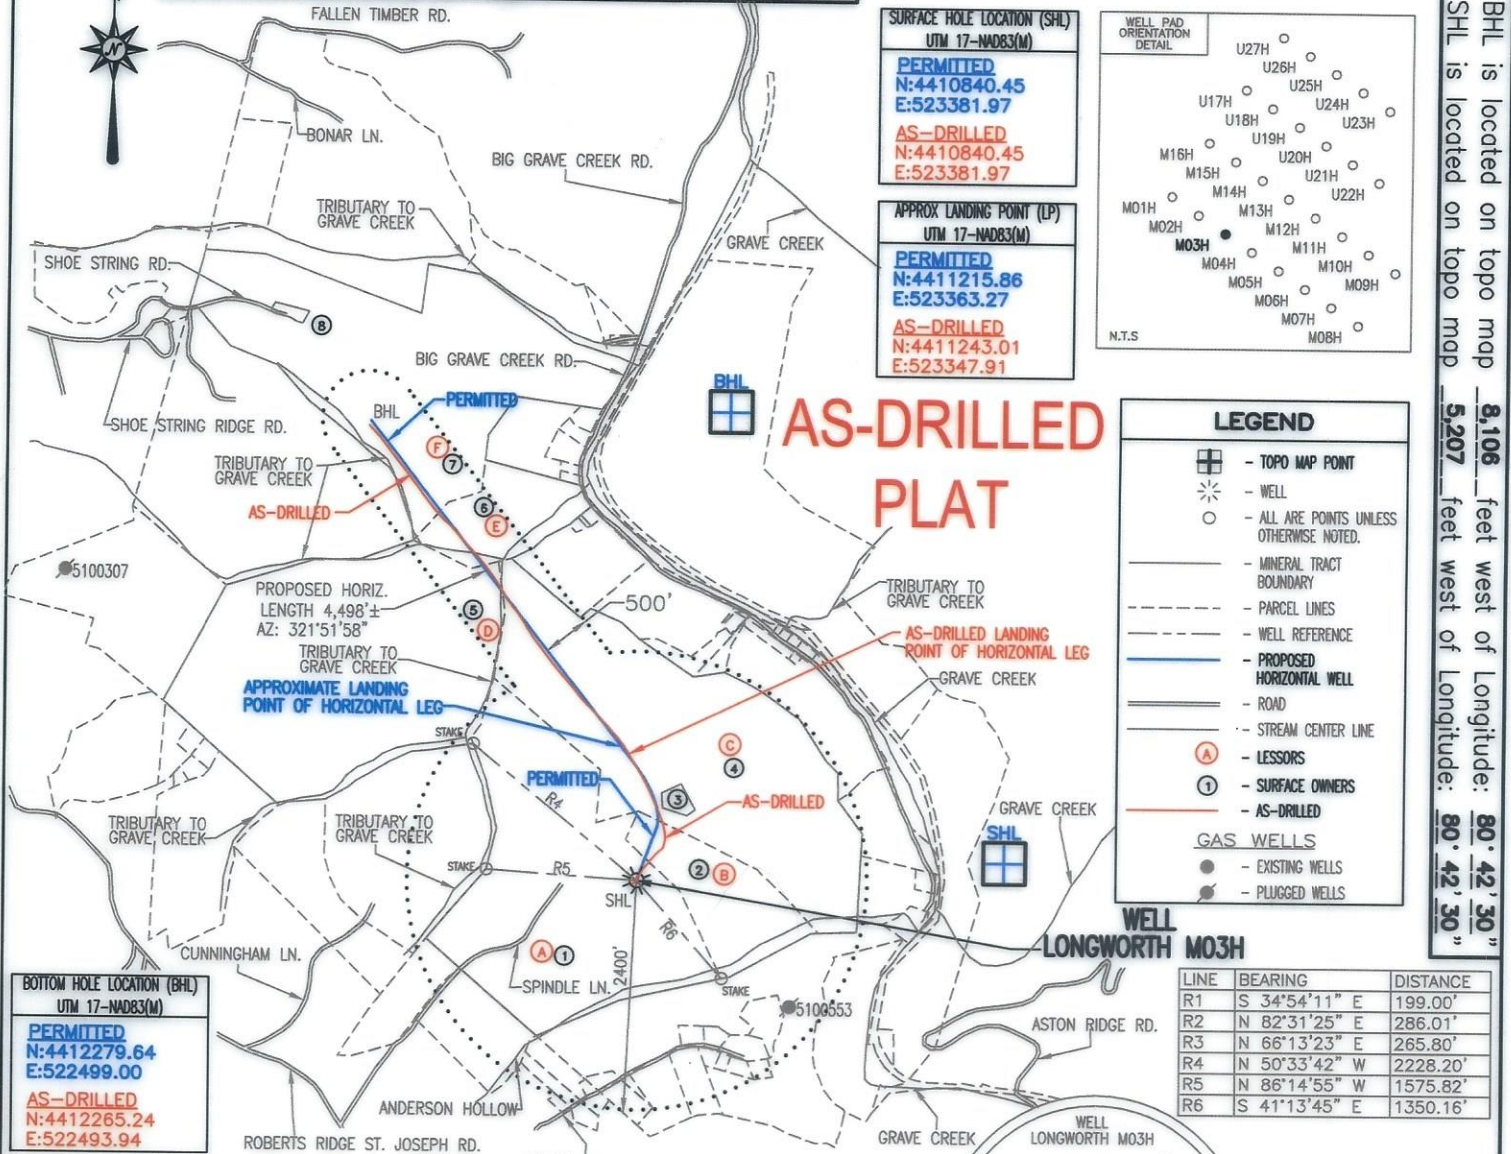 FALLEN TIMBER RD.
BONAR LN.
BIG GRAVE CREEK RD.
TRIBUTARY TO
GRAVE CREEK
SHOE STRING RD.
8
GRAVE CREEK
BIG GRAVE CREEK RD.
SHOE STRING RIDGE RD.
SURFACE HOLE LOCATION (SHL)
UTM 17-NAD83(M)
PERMITTED
N:4410840.45
E:523381.97
AS-DRILLED
N:4410840.45
E:523381.97
APPROX LANDING POINT (LP)
UTM 17-NAD83(M)
PERMITTED
N:4411215.86
E:523363.27
AS-DRILLED
N:4411243.01
E:523347.91
WELL PAD
ORIENTATION
DETAIL
U27H
U26H
U25H
U24H
U23H
U17H
U18H
U19H
U20H
U21H
U22H
M16H
M15H
M14H
M13H
M12H
M11H
M10H
M09H
M01H
M02H
M03H
M04H
M05H
M06H
M07H
M08H
N.T.S
BHL is located on topo map 8,106 feet west of Longitude: 80° 42' 30"
SHL is located on topo map 5,207 feet west of Longitude: 80° 42' 30"
BHL
AS-DRILLED
PLAT
BHL
PERMITTED
F
7
6
E
TRIBUTARY TO
GRAVE CREEK
AS-DRILLED
5100307
PROPOSED HORIZ.
LENGTH 4,498'±
AZ: 321°51'58"
5
D
500'
TRIBUTARY TO
GRAVE CREEK
TRIBUTARY TO
GRAVE CREEK
AS-DRILLED LANDING
POINT OF HORIZONTAL LEG
GRAVE CREEK
APPROXIMATE LANDING
POINT OF HORIZONTAL LEG
STAKE
C
4
PERMITTED
R4
3
AS-DRILLED
TRIBUTARY TO
GRAVE CREEK
TRIBUTARY TO
GRAVE CREEK
GRAVE CREEK
SHL
STAKE
R5
2
B
SHL
R6
WELL
LONGWORTH M03H
CUNNINGHAM LN.
A
1
2400'
SPINDLE LN.
STAKE
5100553
ASTON RIDGE RD.
ANDERSON HOLLOW
ROBERTS RIDGE ST. JOSEPH RD.
GRAVE CREEK
WELL
LONGWORTH M03H
LEGEND
- TOPO MAP POINT
- WELL
- ALL ARE POINTS UNLESS
OTHERWISE NOTED.
- MINERAL TRACT
BOUNDARY
- PARCEL LINES
- WELL REFERENCE
- PROPOSED
HORIZONTAL WELL
- ROAD
- STREAM CENTER LINE
A - LESSORS
1 - SURFACE OWNERS
- AS-DRILLED
GAS WELLS
- EXISTING WELLS
- PLUGGED WELLS
LINE BEARING DISTANCE
R1 S 34°54'11" E 199.00'
R2 N 82°31'25" E 286.01'
R3 N 66°13'23" E 265.80'
R4 N 50°33'42" W 2228.20'
R5 N 86°14'55" W 1575.82'
R6 S 41°13'45" E 1350.16'
BOTTOM HOLE LOCATION (BHL)
UTM 17-NAD83(M)
PERMITTED
N:4412279.64
E:522499.00
AS-DRILLED
N:4412265.24
E:522493.94
N